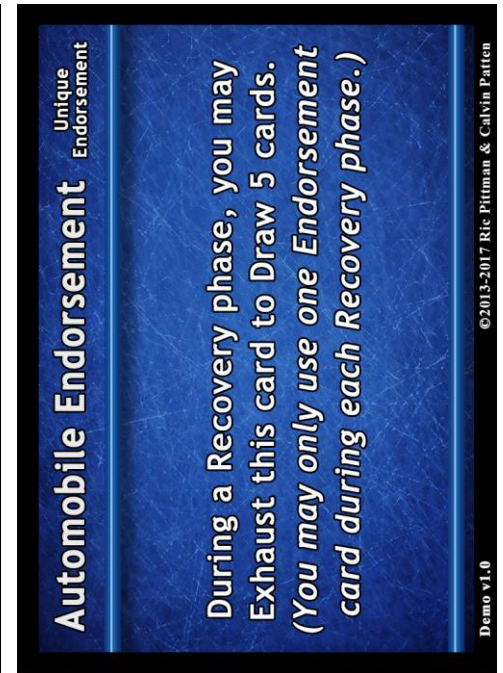 Automobile Endorsement
Unique
Endorsement
During a Recovery phase, you may
Exhaust this card to Draw 5 cards.
(You may only use one Endorsement
card during each Recovery phase.)
Demo v1.0
©2013-2017 Ric Pittman & Calvin Patten